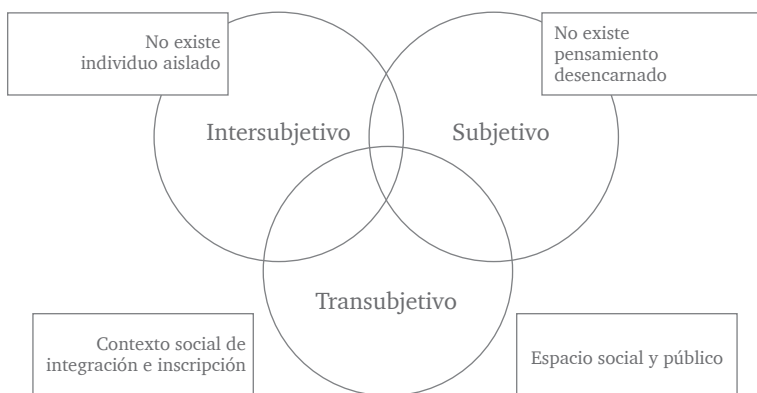 No existe
individuo aislado
No existe
pensamiento
desencarnado
Intersubjetivo
Subjetivo
Transubjetivo
Contexto social de
integración e inscripción
Espacio social y público